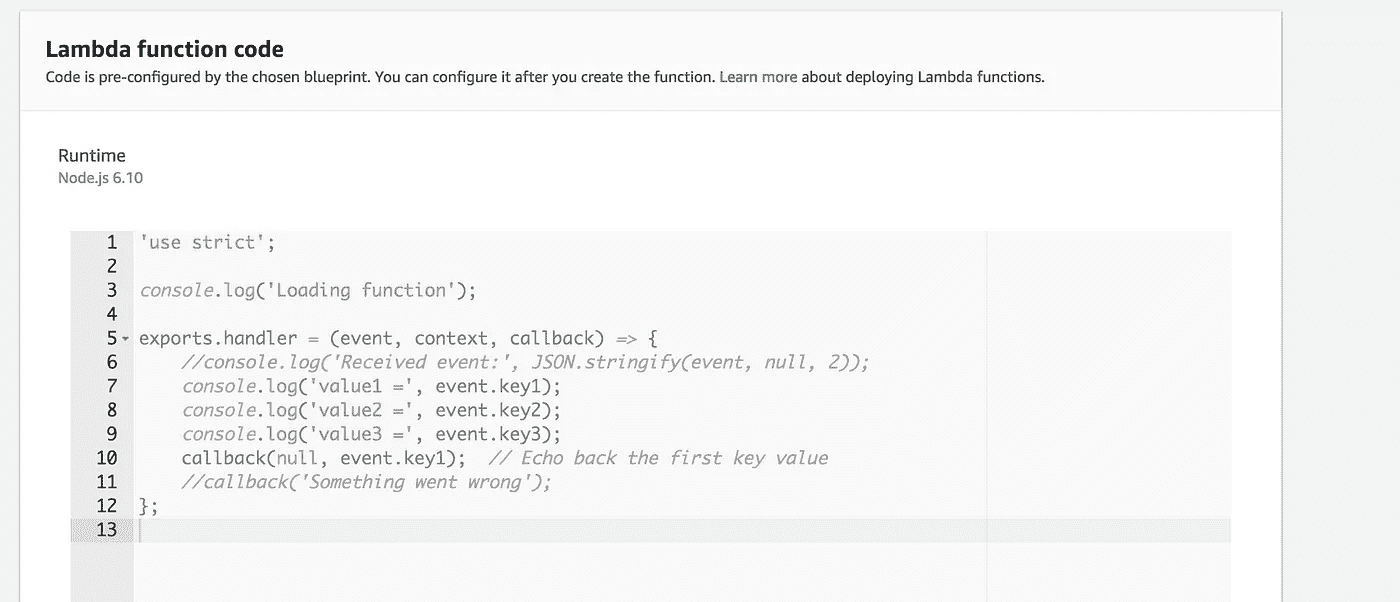 Lambda function code
Code is pre-configured by the chosen blueprint. You can configure it after you create the function. Learn more about deploying Lambda functions.
Runtime
Node.js 6.10
1 'use strict';
2
3 console.log('Loading function');
4
5 exports.handler = (event, context, callback) => {
6     //console.log('Received event:', JSON.stringify(event, null, 2));
7     console.log('value1 =', event.key1);
8     console.log('value2 =', event.key2);
9     console.log('value3 =', event.key3);
10     callback(null, event.key1);  // Echo back the first key value
11     //callback('Something went wrong');
12 };
13